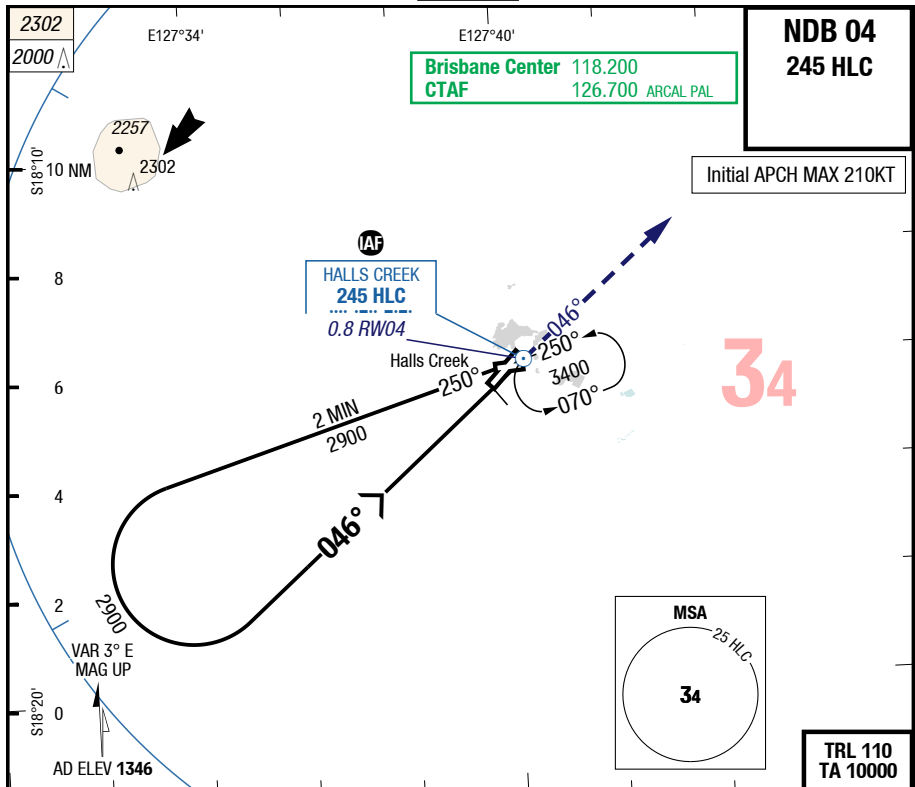 2302
2000
E127°34'
E127°40'
NDB 04
245 HLC
Brisbane Center 118.200
CTAF 126.700 ARCAL PAL
Initial APCH MAX 210KT
2257
2302
S18°10'
10 NM
IAF
HALLS CREEK
245 HLC
0.8 RW04
8
046°
Halls Creek
250°
3400
070°
34
6
250°
2 MIN
2900
4
046°
2900
2
VAR 3° E
MAG UP
MSA
25 HLC
34
S18°20'
0
AD ELEV 1346
TRL 110
TA 10000